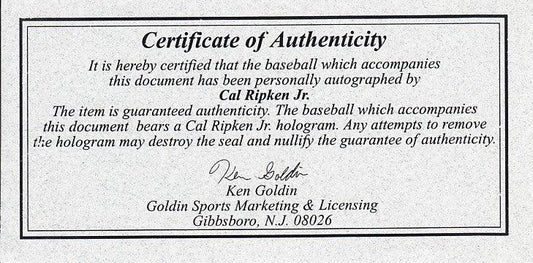 Certificate of Authenticity
It is hereby certified that the baseball which accompanies
this document has been personally autographed by
Cal Ripken Jr.
The item is guaranteed authenticity. The baseball which accompanies
this document bears a Cal Ripken Jr. hologram. Any attempts to remove
the hologram may destroy the seal and nullify the guarantee of authenticity.
Ken Goldin
Ken Goldin
Goldin Sports Marketing & Licensing
Gibbsboro, N.J. 08026